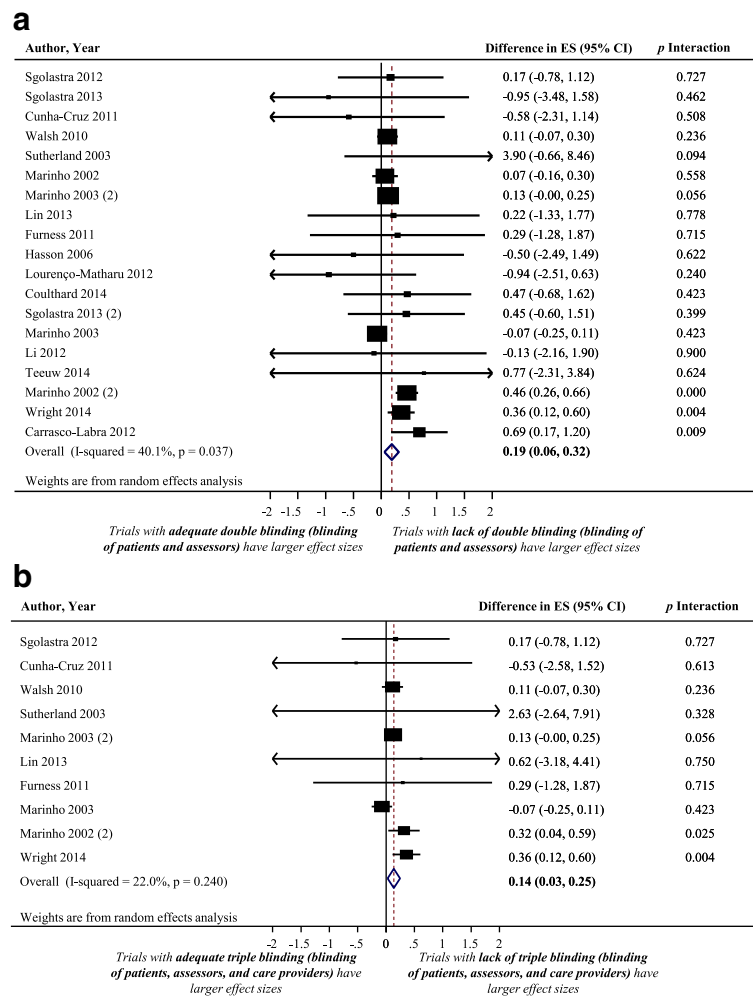 a
Author, Year Difference in ES (95% CI) p Interaction
Sgolastra 2012 0.17 (-0.78, 1.12) 0.727
Sgolastra 2013 -0.95 (-3.48, 1.58) 0.462
Cunha-Cruz 2011 -0.58 (-2.31, 1.14) 0.508
Walsh 2010 0.11 (-0.07, 0.30) 0.236
Sutherland 2003 3.90 (-0.66, 8.46) 0.094
Marinho 2002 0.07 (-0.16, 0.30) 0.558
Marinho 2003 (2) 0.13 (-0.00, 0.25) 0.056
Lin 2013 0.22 (-1.33, 1.77) 0.778
Furness 2011 0.29 (-1.28, 1.87) 0.715
Hasson 2006 -0.50 (-2.49, 1.49) 0.622
Lourenço-Matharu 2012 -0.94 (-2.51, 0.63) 0.240
Coulthard 2014 0.47 (-0.68, 1.62) 0.423
Sgolastra 2013 (2) 0.45 (-0.60, 1.51) 0.399
Marinho 2003 -0.07 (-0.25, 0.11) 0.423
Li 2012 -0.13 (-2.16, 1.90) 0.900
Teeuw 2014 0.77 (-2.31, 3.84) 0.624
Marinho 2002 (2) 0.46 (0.26, 0.66) 0.000
Wright 2014 0.36 (0.12, 0.60) 0.004
Carrasco-Labra 2012 0.69 (0.17, 1.20) 0.009
Overall (I-squared = 40.1%, p = 0.037) 0.19 (0.06, 0.32)
Weights are from random effects analysis
-2 -1.5 -1 -.5 0 .5 1 1.5 2
Trials with adequate double blinding (blinding Trials with lack of double blinding (blinding of
of patients and assessors) have larger effect sizes patients and assessors) have larger effect sizes
b
Author, Year Difference in ES (95% CI) p Interaction
Sgolastra 2012 0.17 (-0.78, 1.12) 0.727
Cunha-Cruz 2011 -0.53 (-2.58, 1.52) 0.613
Walsh 2010 0.11 (-0.07, 0.30) 0.236
Sutherland 2003 2.63 (-2.64, 7.91) 0.328
Marinho 2003 (2) 0.13 (-0.00, 0.25) 0.056
Lin 2013 0.62 (-3.18, 4.41) 0.750
Furness 2011 0.29 (-1.28, 1.87) 0.715
Marinho 2003 -0.07 (-0.25, 0.11) 0.423
Marinho 2002 (2) 0.32 (0.04, 0.59) 0.025
Wright 2014 0.36 (0.12, 0.60) 0.004
Overall (I-squared = 22.0%, p = 0.240) 0.14 (0.03, 0.25)
Weights are from random effects analysis
-2 -1.5 -1 -.5 0 .5 1 1.5 2
Trials with adequate triple blinding (blinding Trials with lack of triple blinding (blinding
of patients, assessors, and care providers) have of patients, assessors, and care providers) have
larger effect sizes larger effect sizes